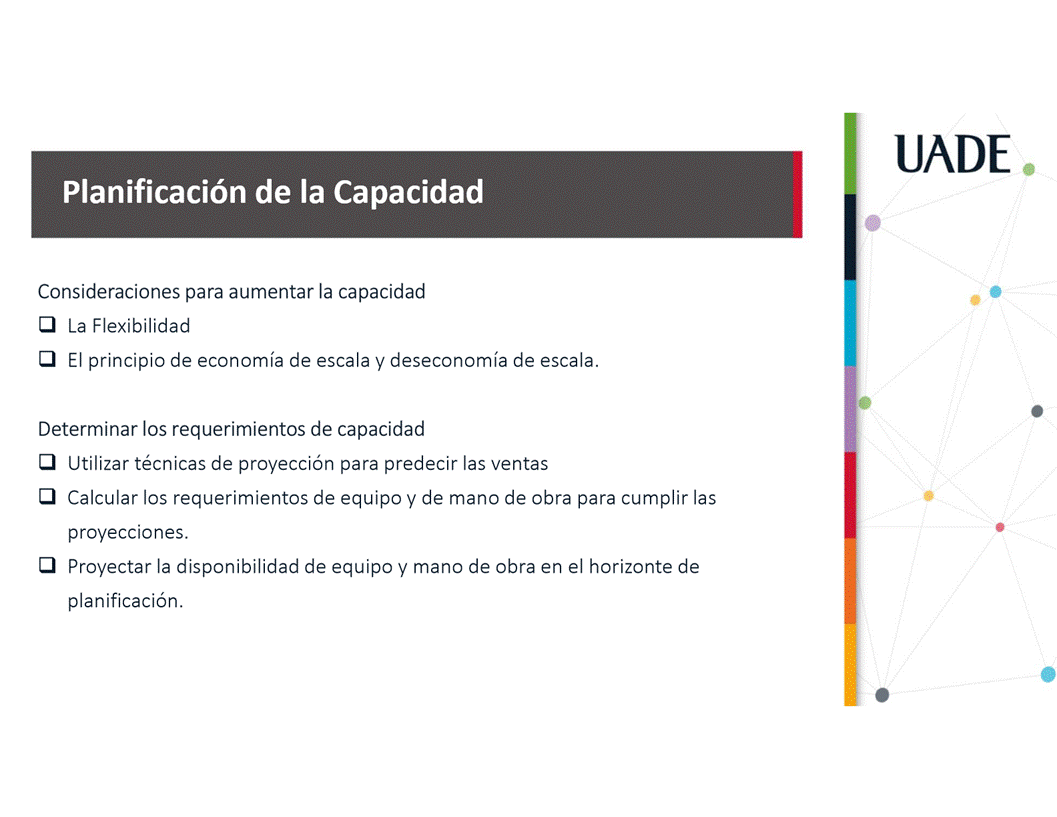 UADE
Planificación de la Capacidad
Consideraciones para aumentar la capacidad
La Flexibilidad
El principio de economía de escala y deseconomía de escala.
Determinar los requerimientos de capacidad
Utilizar técnicas de proyección para predecir las ventas
Calcular los requerimientos de equipo y de mano de obra para cumplir las
proyecciones.
Proyectar la disponibilidad de equipo y mano de obra en el horizonte de
planificación.